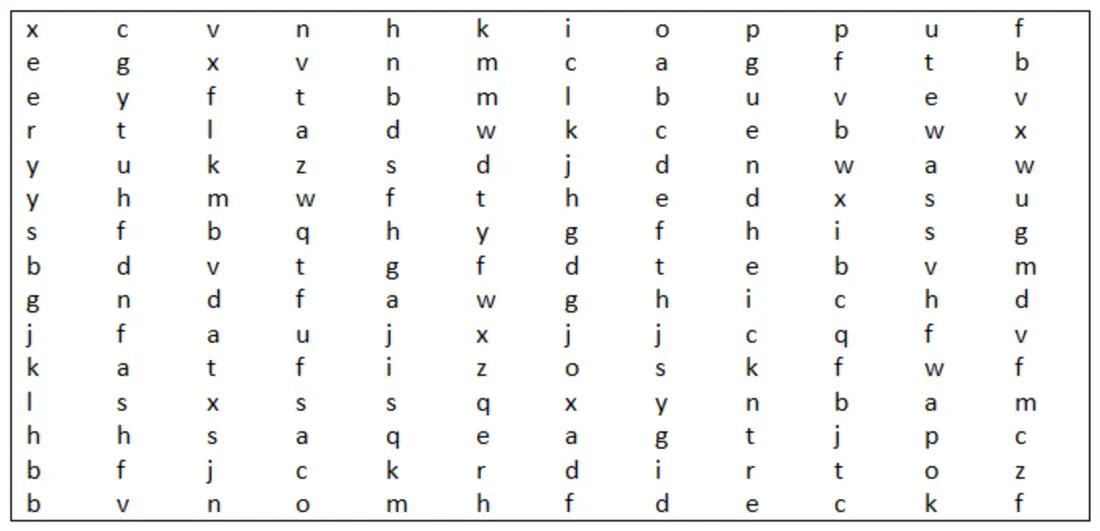 x c v n h k i o p p u f
e g x v n m c a g f t b
e y f t b m l b u v e v
r t l a d w k c e b w x
y u k z s d j d n w a w
y h m w f t h e d x s u
s f b q h y g f h i s g
b d v t g f d t e b v m
g n d f a w g h i c h d
j f a u j x j j c q f v
k a t f i z o s k f w f
l s x s s q x y n b a m
h h s a q e a g t j p c
b f j c k r d i r t o z
b v n o m h f d e c k f